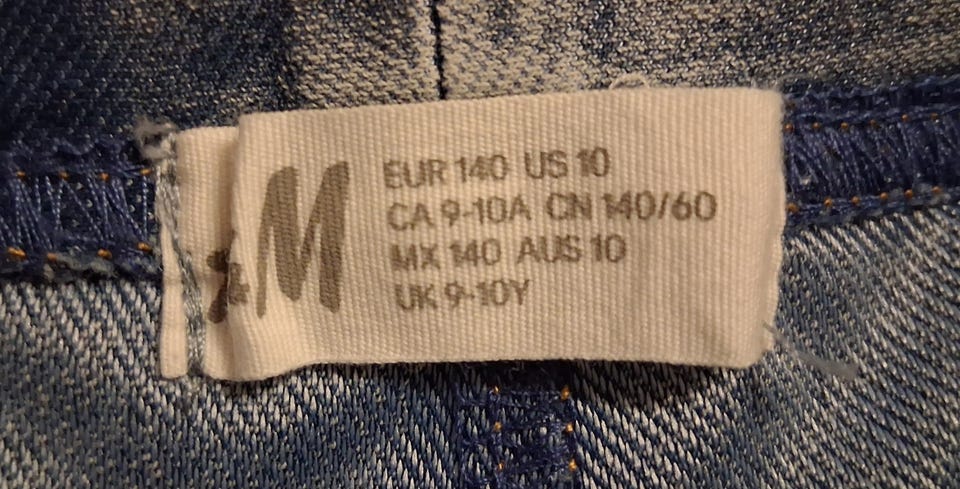 &M
EUR 140 US 10
CA 9-10A CN 140/60
MX 140 AUS 10
UK 9-10Y